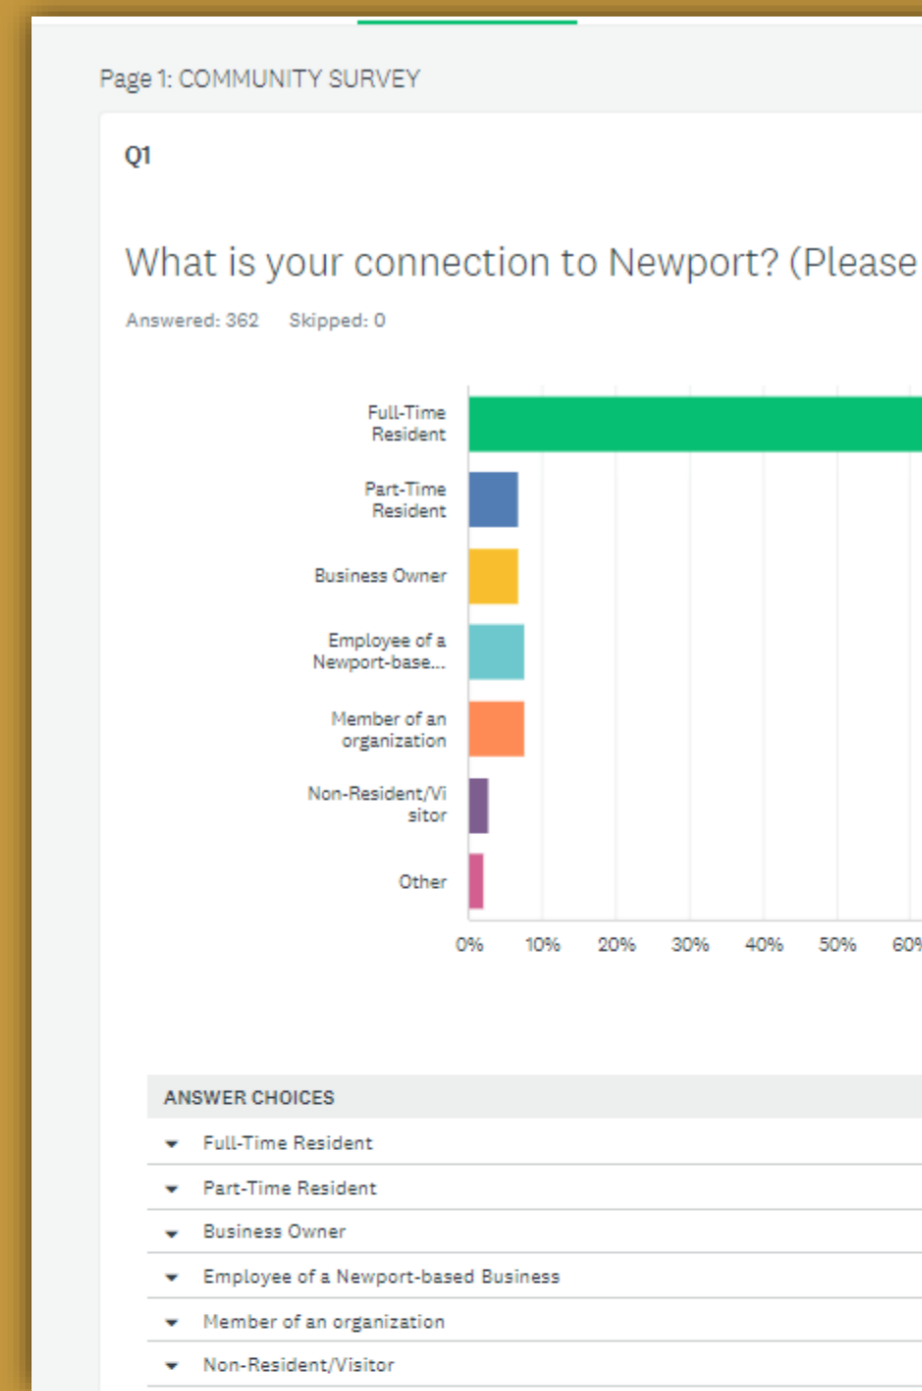 Page 1: COMMUNITY SURVEY
Q1
What is your connection to Newport? (Please
Answered: 362 Skipped: 0
Full-Time
Resident
Part-Time
Resident
Business Owner
Employee of a
Newport-base...
Member of an
organization
Non-Resident/Vi
sitor
Other
0% 10% 20% 30% 40% 50% 60%
ANSWER CHOICES
Full-Time Resident
Part-Time Resident
Business Owner
Employee of a Newport-based Business
Member of an organization
Non-Resident/Visitor